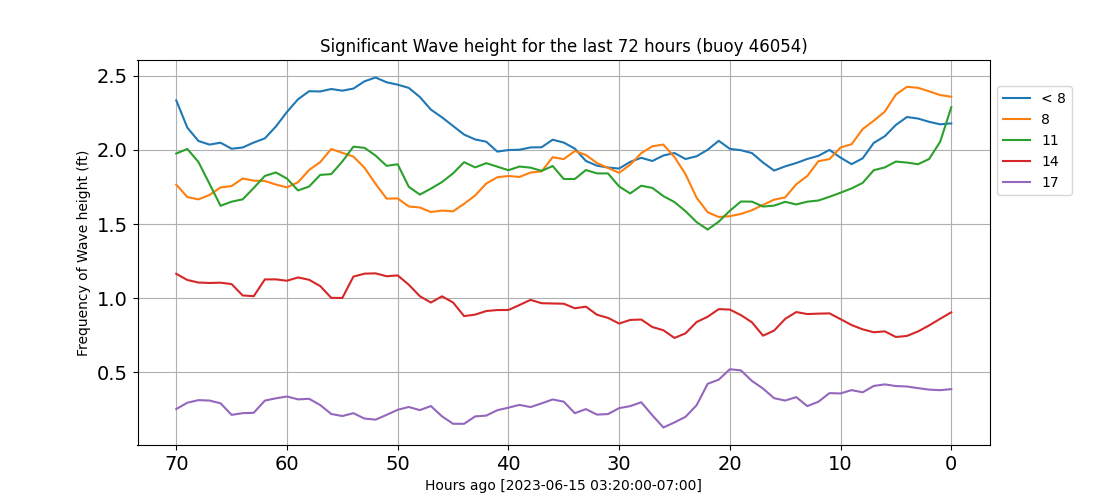 Significant Wave height for the last 72 hours (buoy 46054)
Frequency of Wave height (ft)
2.5
2.0
1.5
1.0
0.5
70 60 50 40 30 20 10 0
Hours ago [2023-06-15 03:20:00-07:00]
< 8
8
11
14
17